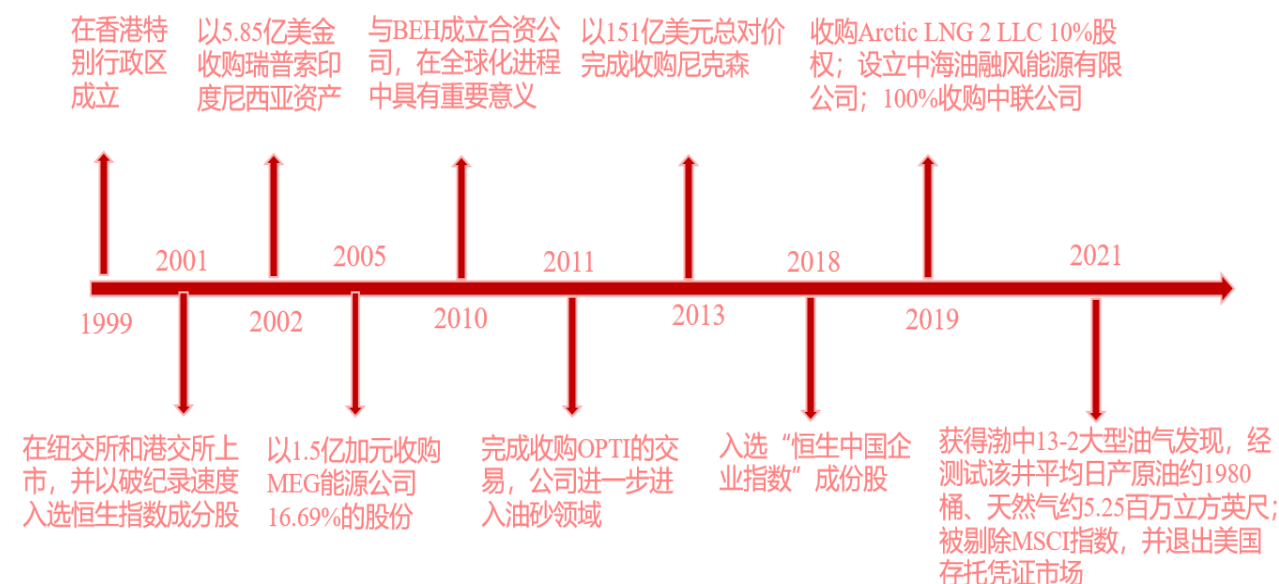 在香港特
别行政区
成立
以5.85亿美金
收购瑞普索印
度尼西亚资产
与BEH成立合资公
司，在全球化进程
中具有重要意义
以151亿美元总对价
完成收购尼克森
收购Arctic LNG 2 LLC 10%股
权；设立中海油融风能源有限
公司；100%收购中联公司
2001
2005
2011
2018
2021
1999
2002
2010
2013
2019
在纽交所和港交所上
市，并以破纪录速度
入选恒生指数成分股
以1.5亿加元收购
MEG能源公司
16.69%的股份
完成收购OPTI的交
易，公司进一步进
入油砂领域
入选“恒生中国企
业指数”成份股
获得渤中13-2大型油气发现，经
测试该井平均日产原油约1980
桶、天然气约5.25百万立方英尺；
被剔除MSCI指数，并退出美国
存托凭证市场